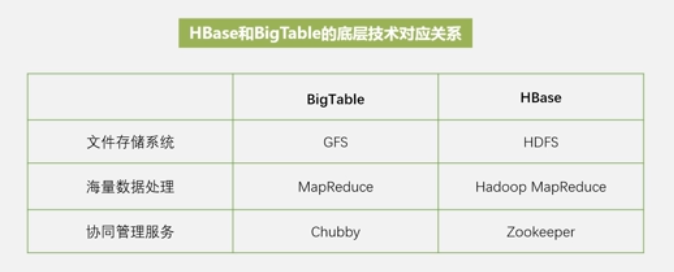 HBase和BigTable的底层技术对应关系
BigTable HBase
文件存储系统 GFS HDFS
海量数据处理 MapReduce Hadoop MapReduce
协同管理服务 Chubby Zookeeper